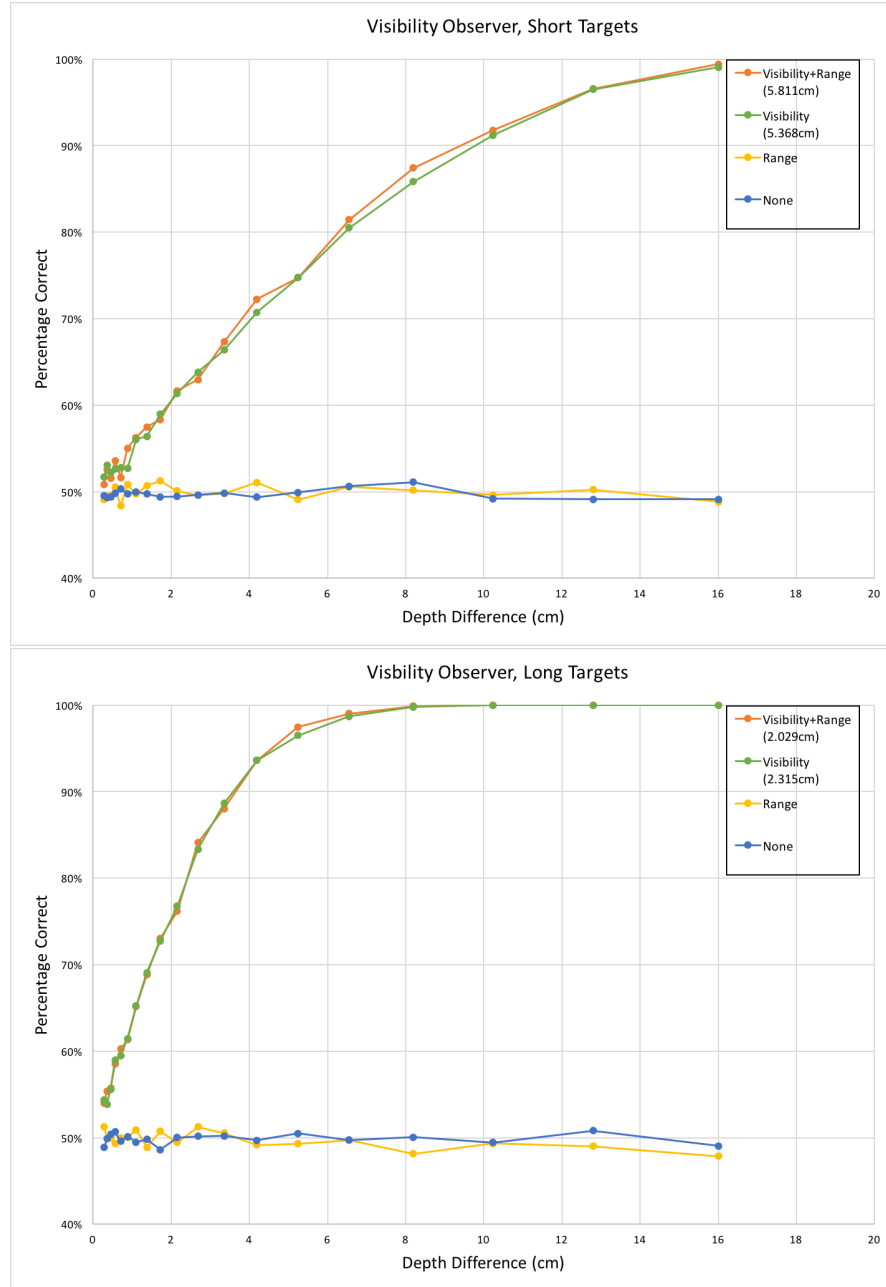 Visibility Observer, Short Targets
100%
90%
80%
70%
60%
50%
40%
Percentage Correct
0 2 4 6 8 10 12 14 16 18 20
Depth Difference (cm)
Visibility+Range
(5.811cm)
Visibility
(5.368cm)
Range
None
Visbility Observer, Long Targets
100%
90%
80%
70%
60%
50%
40%
Percentage Correct
0 2 4 6 8 10 12 14 16 18 20
Depth Difference (cm)
Visibility+Range
(2.029cm)
Visibility
(2.315cm)
Range
None